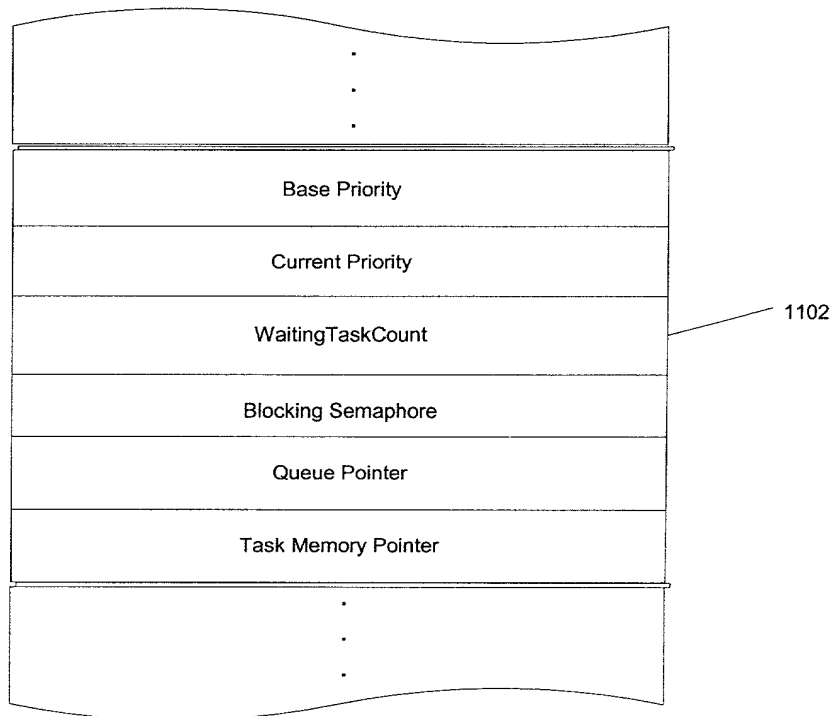 Base Priority
Current Priority
WaitingTaskCount
1102
Blocking Semaphore
Queue Pointer
Task Memory Pointer